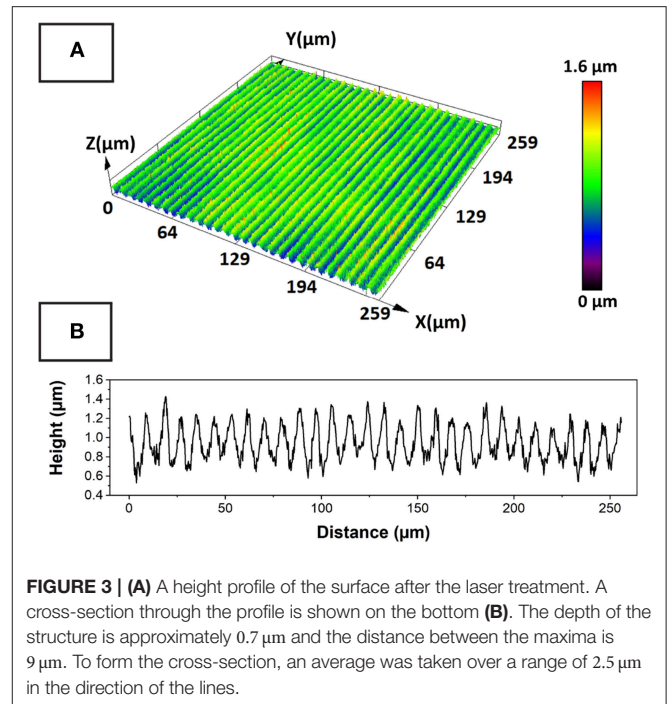 A
Y(µm)
1.6 µm
Z(µm)
0
64
129
194
259
X(µm)
259
194
129
64
0 µm
B
1.6
1.4
1.2
1.0
0.8
0.6
0.4
Height (µm)
0
50
100
150
200
250
Distance (µm)
FIGURE 3 | (A) A height profile of the surface after the laser treatment. A
cross-section through the profile is shown on the bottom (B). The depth of the
structure is approximately 0.7 µm and the distance between the maxima is
9 µm. To form the cross-section, an average was taken over a range of 2.5 µm
in the direction of the lines.